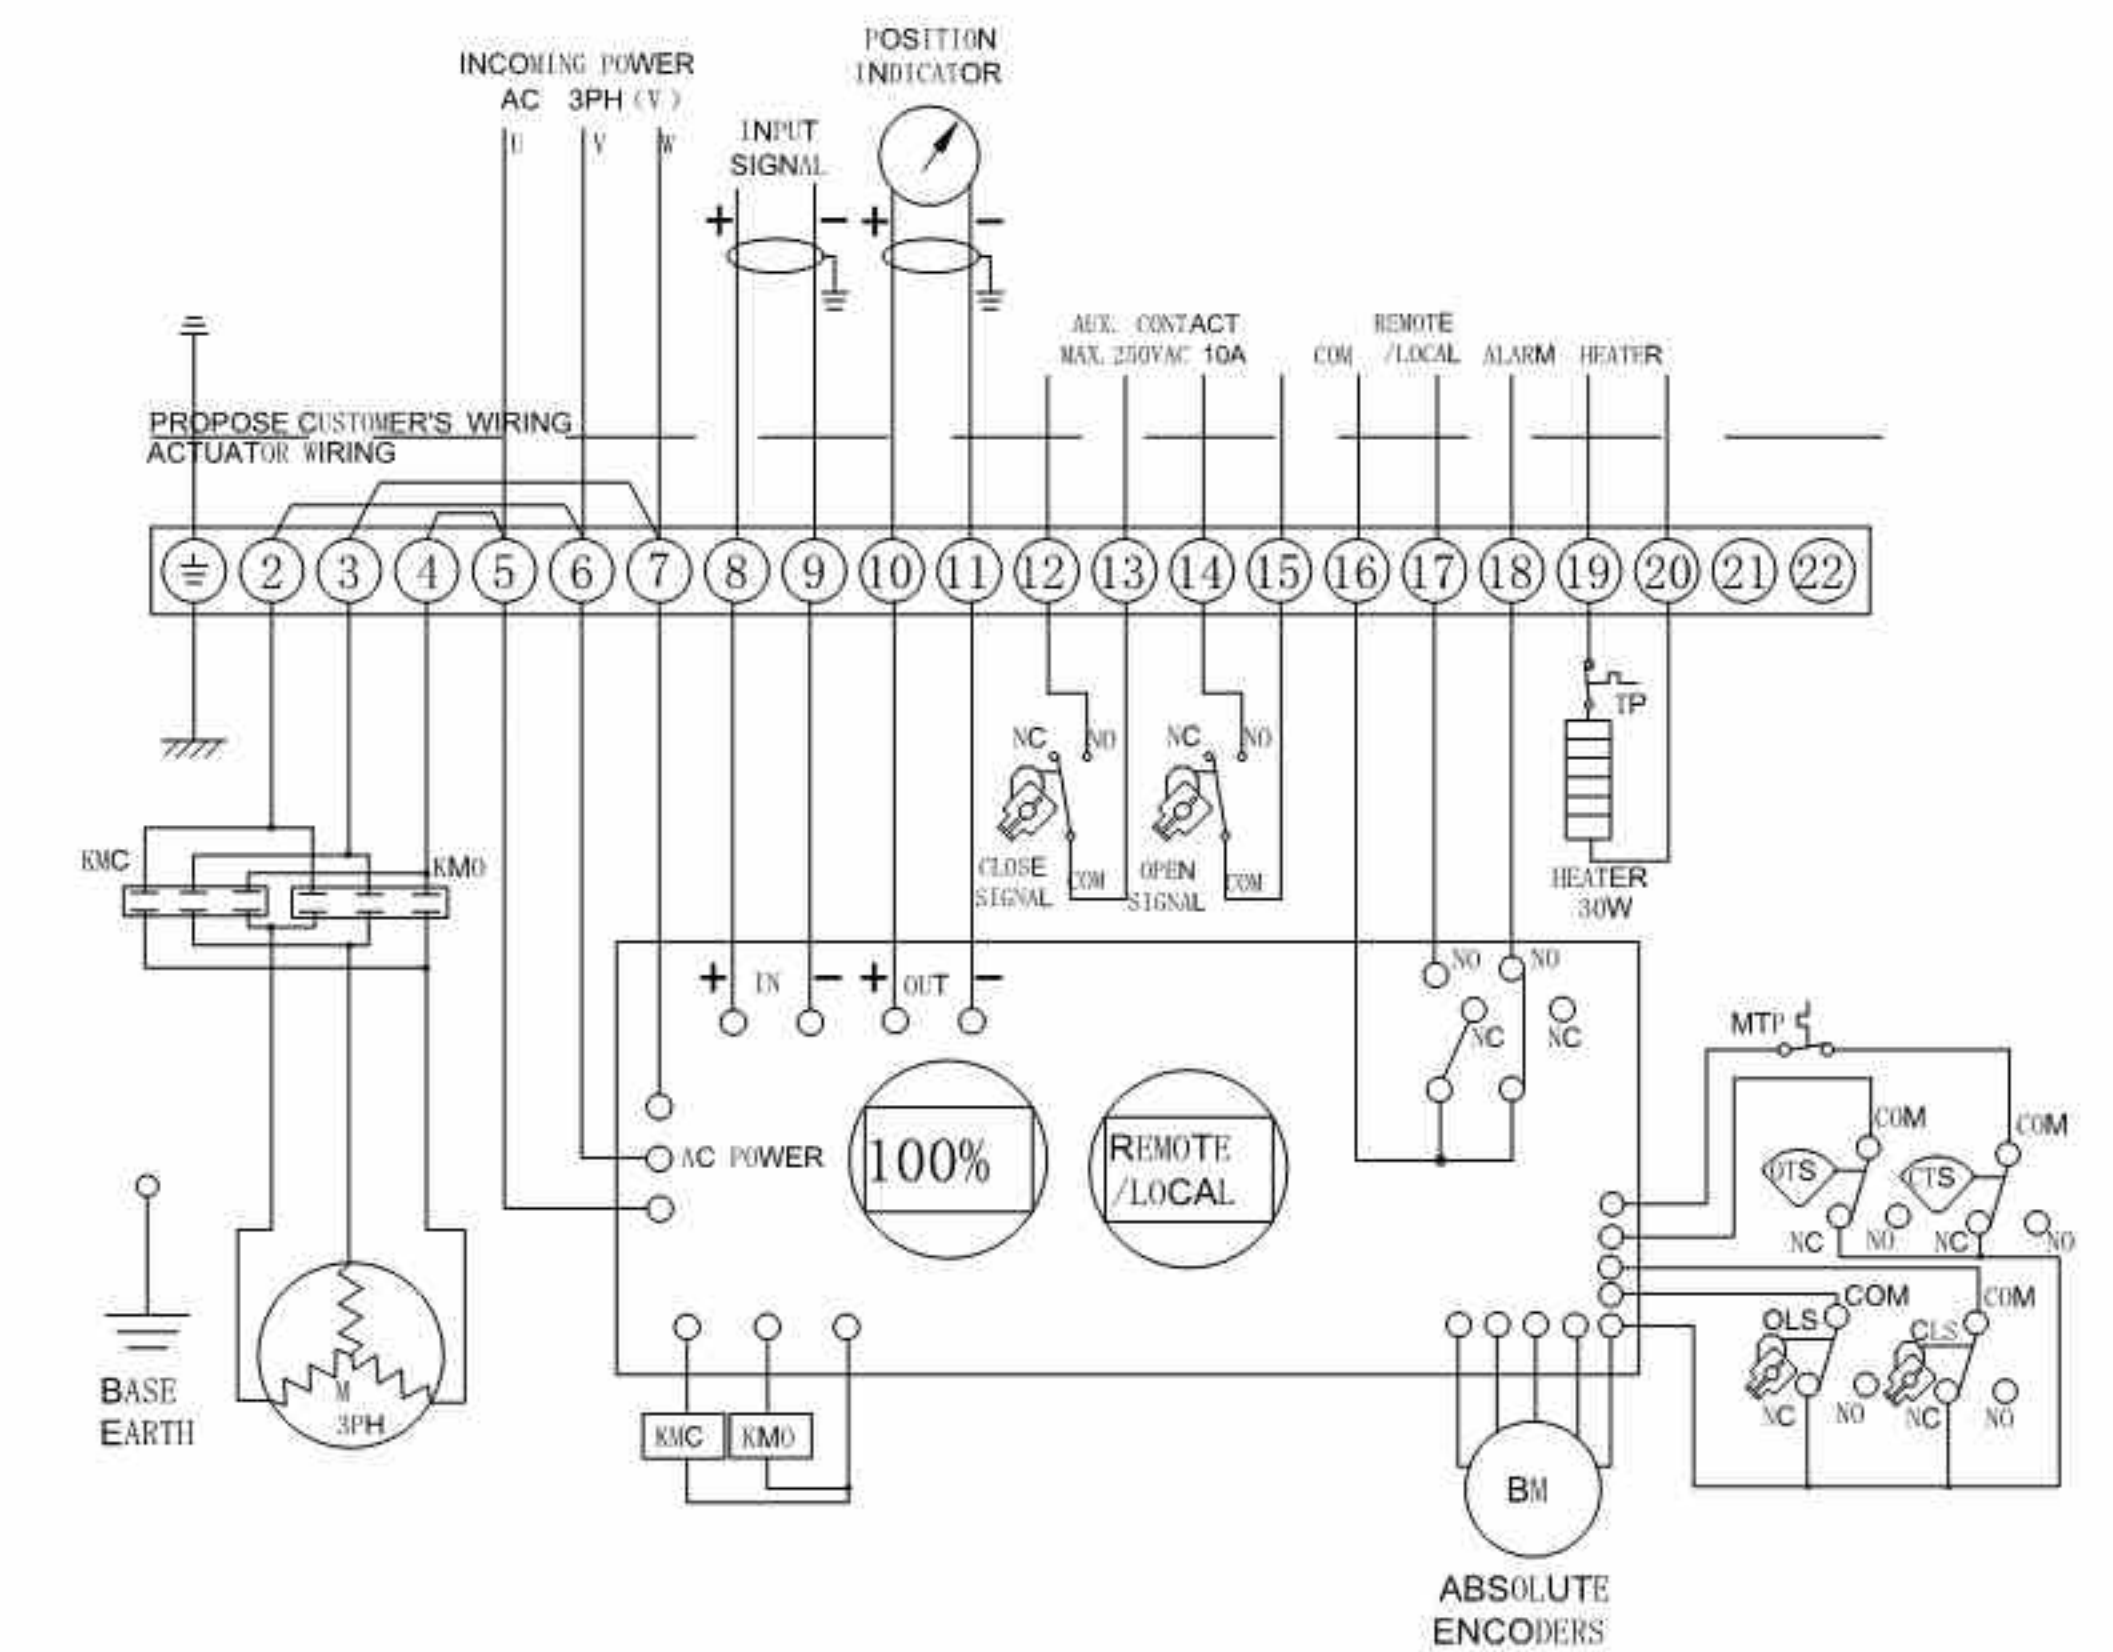 POSITION
INDICATOR
INCOMING POWER
AC 3PH (V)
U V W
INPUT
SIGNAL
+ − + −
AUX. CONTACT
MAX. 250VAC 10A
COM
REMOTE
/LOCAL
ALARM
HEATER
PROPOSE CUSTOMER'S WIRING
ACTUATOR WIRING
2 3 4 5 6 7 8 9 10 11 12 13 14 15 16 17 18 19 20 21 22
TP
NC NO NC NO
KMC
KMO
CLOSE
SIGNAL
COM
OPEN
SIGNAL
COM
HEATER
30W
+ IN − + OUT −
NO NO
NC NC
MTP
AC POWER
100%
REMOTE
/LOCAL
COM COM
OTS CTS
NC NO NC NO
COM COM
OLS CLS
NC NO NC NO
BASE
EARTH
M
3PH
KMC KMO
BM
ABSOLUTE
ENCODERS